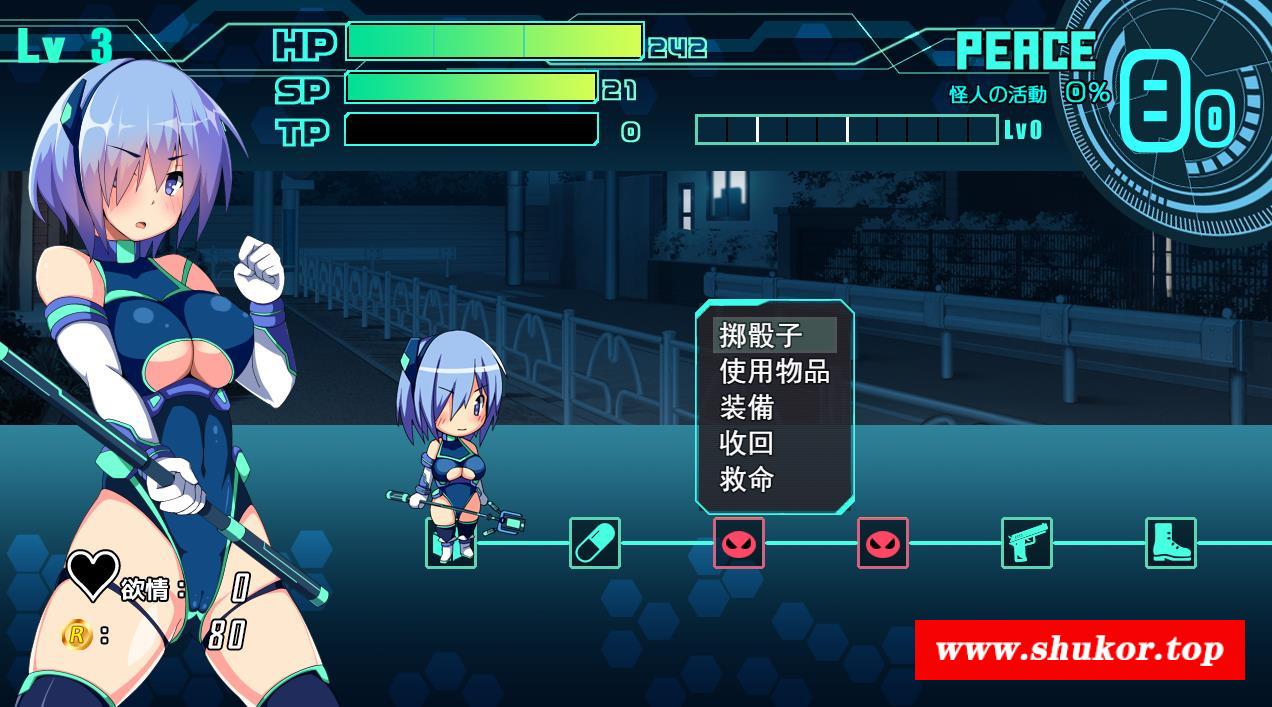 Lv 3
HP 242
SP 21
TP 0
Lv0
PEACE
怪人の活動 0%
00
掷骰子
使用物品
装備
收回
救命
欲情: 0
R : 80
www.shukor.top